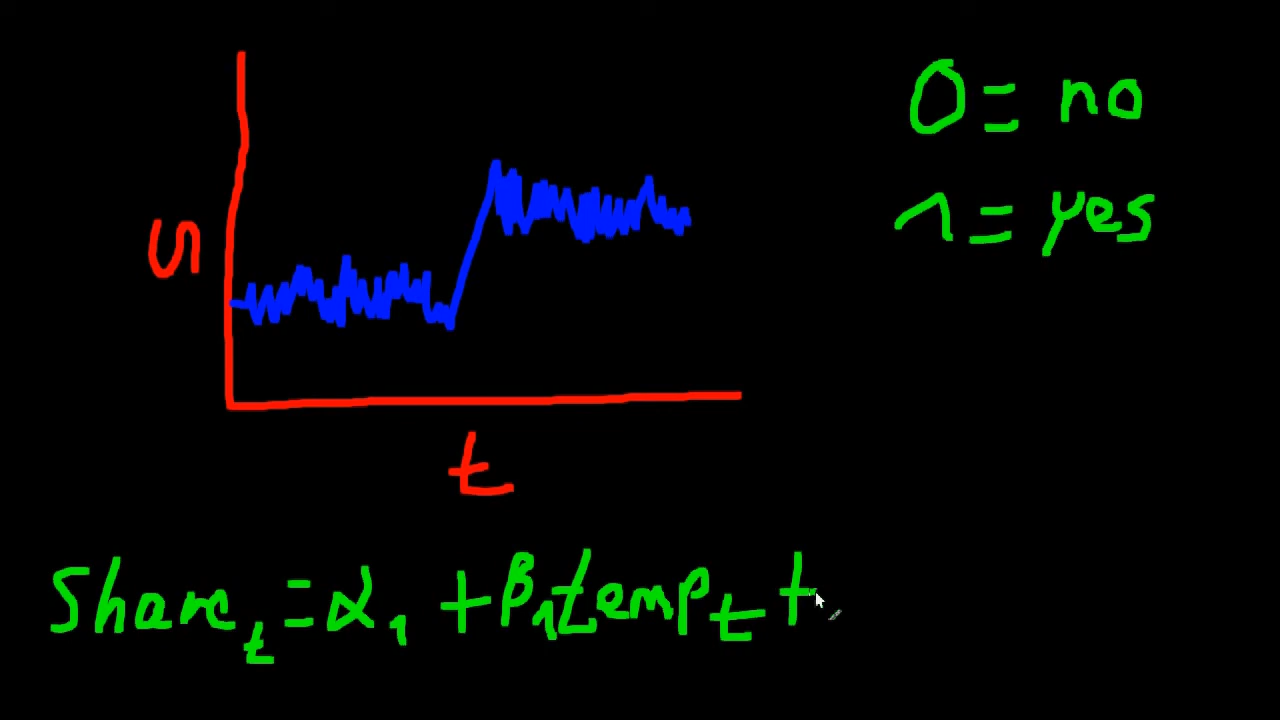 0 = no
1 = yes
S
t
Share_t = α_1 + β_1 temp_t +